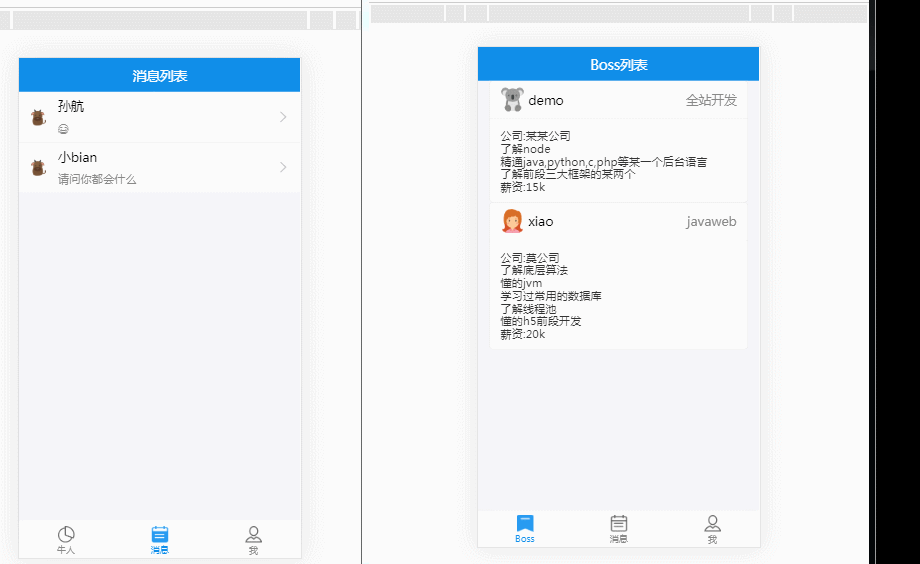 消息列表
孙航
😄
小bian
请问你都会什么
牛人
消息
我
Boss列表
demo
全站开发
公司:某某公司
了解node
精通java,python,c,php等某一个后台语言
了解前段三大框架的某两个
薪资:15k
xiao
javaweb
公司:莫公司
了解底层算法
懂的jvm
学习过常用的数据库
了解线程池
懂的h5前段开发
薪资:20k
Boss
消息
我